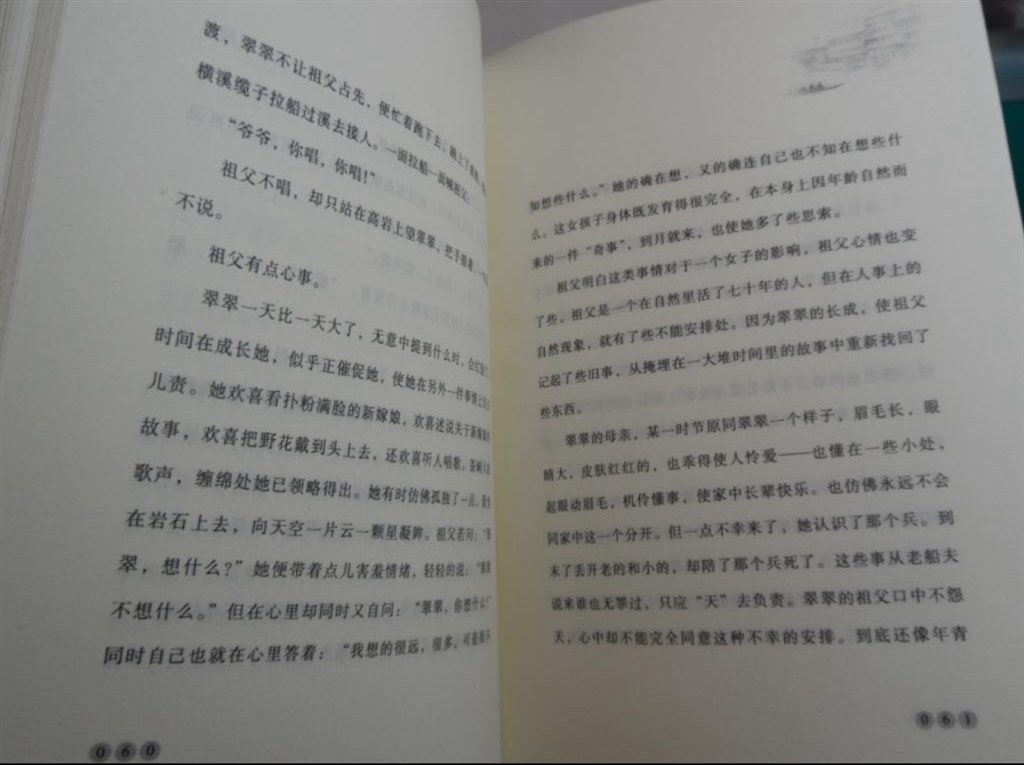 渡，翠翠不让祖父占先，便忙着跑下去，跳上了
横溪缆子拉船过溪去接人。一面拉船一面喊祖父：
“爷爷，你唱，你唱！”
祖父不唱，却只站在高岩上望翠翠，把手
不说。
祖父有点心事。
翠翠一天比一天大了，无意中提到什么时，会红脸了
时间在成长她，似乎正催促她，使她在另外一件事情上
儿责。她欢喜看扑粉满脸的新嫁娘，欢喜述说关于新嫁娘的
故事，欢喜把野花戴到头上去，还欢喜听人唱歌。茶峒人的
歌声，缠绵处她已领略得出。她有时仿佛孤独了一点，爱坐
在岩石上去，向天空一片云一颗星凝眸。祖父若问：“翠
翠，想什么？”她便带着点儿害羞情绪，轻轻的说：“翠翠
不想什么。”但在心里却同时又自问：“翠翠，你想什么？”
同时自己也就在心里答着：“我想的很远，很多。可是我不
060
知想些什么。”她的确在想，又的确连自己也不知在想些什
么。这女孩子身体既发育得很完全，在本身上因年龄自然而
来的一件“奇事”，到月就来，也使她多了些思索。
祖父明白这类事情对于一个女子的影响，祖父心情也变
了些。祖父是一个在自然里活了七十年的人，但在人事上的
自然现象，就有了些不能安排处。因为翠翠的长成，使祖父
记起了些旧事，从掩埋在一大堆时间里的故事中重新找回了
些东西。
翠翠的母亲，某一时节原同翠翠一个样子，眉毛长，眼
睛大，皮肤红红的，也乖得使人怜爱——也懂在一些小处，
起眼动眉毛，机伶懂事，使家中长辈快乐。也仿佛永远不会
同家中这一个分开。但一点不幸来了，她认识了那个兵。到
末了丢开老的和小的，却陪了那个兵死了。这些事从老船夫
说来谁也无罪过，只应“天”去负责。翠翠的祖父口中不怨
天，心中却不能完全同意这种不幸的安排。到底还像年青
061